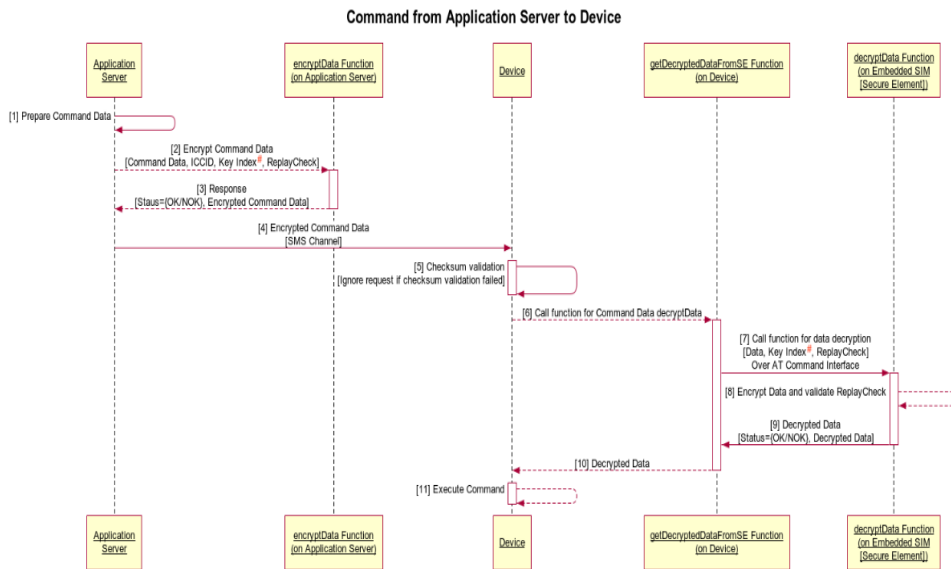 Command from Application Server to Device
Application
Server
encryptData Function
(on Application Server)
Device
getDecryptedDataFromSE Function
(on Device)
decryptData Function
(on Embedded SIM
[Secure Element])
[1] Prepare Command Data
[2] Encrypt Command Data
[Command Data, ICCID, Key Index#, ReplayCheck]
[3] Response
[Staus={OK/NOK}, Encrypted Command Data]
[4] Encrypted Command Data
[SMS Channel]
[5] Checksum validation
[Ignore request if checksum validation failed]
[6] Call function for Command Data decryptData
[7] Call function for data decryption
[Data, Key Index#, ReplayCheck]
Over AT Command Interface
[8] Encrypt Data and validate ReplayCheck
[9] Decrypted Data
[Status={OK/NOK}, Decrypted Data]
[10] Decrypted Data
[11] Execute Command
Application
Server
encryptData Function
(on Application Server)
Device
getDecryptedDataFromSE Function
(on Device)
decryptData Function
(on Embedded SIM
[Secure Element])